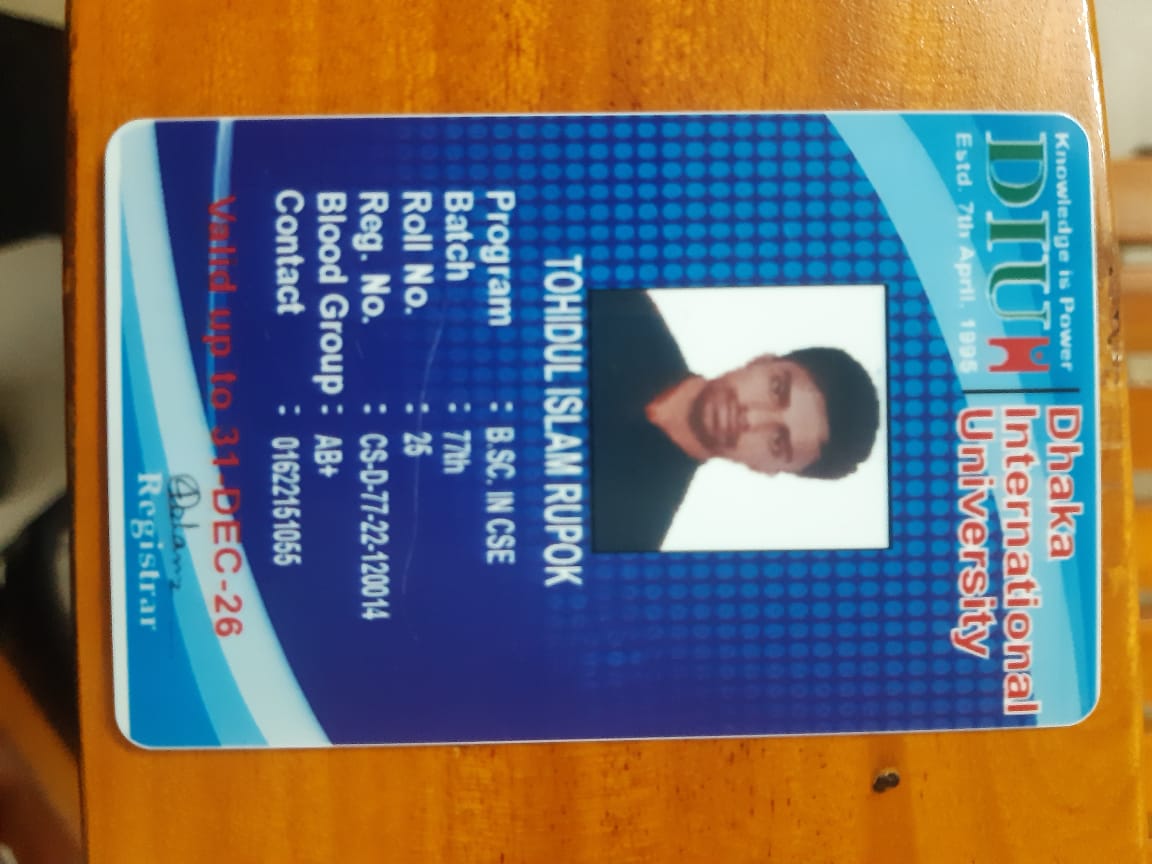 Knowledge is Power
DIU
Estd. 7th April. 1995
Dhaka
International
University
TOHIDUL ISLAM RUPOK
Program : B.SC. IN CSE
Batch : 77th
Roll No. : 26
Reg. No. : CS-D-77-22-120014
Blood Group : AB+
Contact : 01622151055
Valid up to 31-DEC-26
Registrar